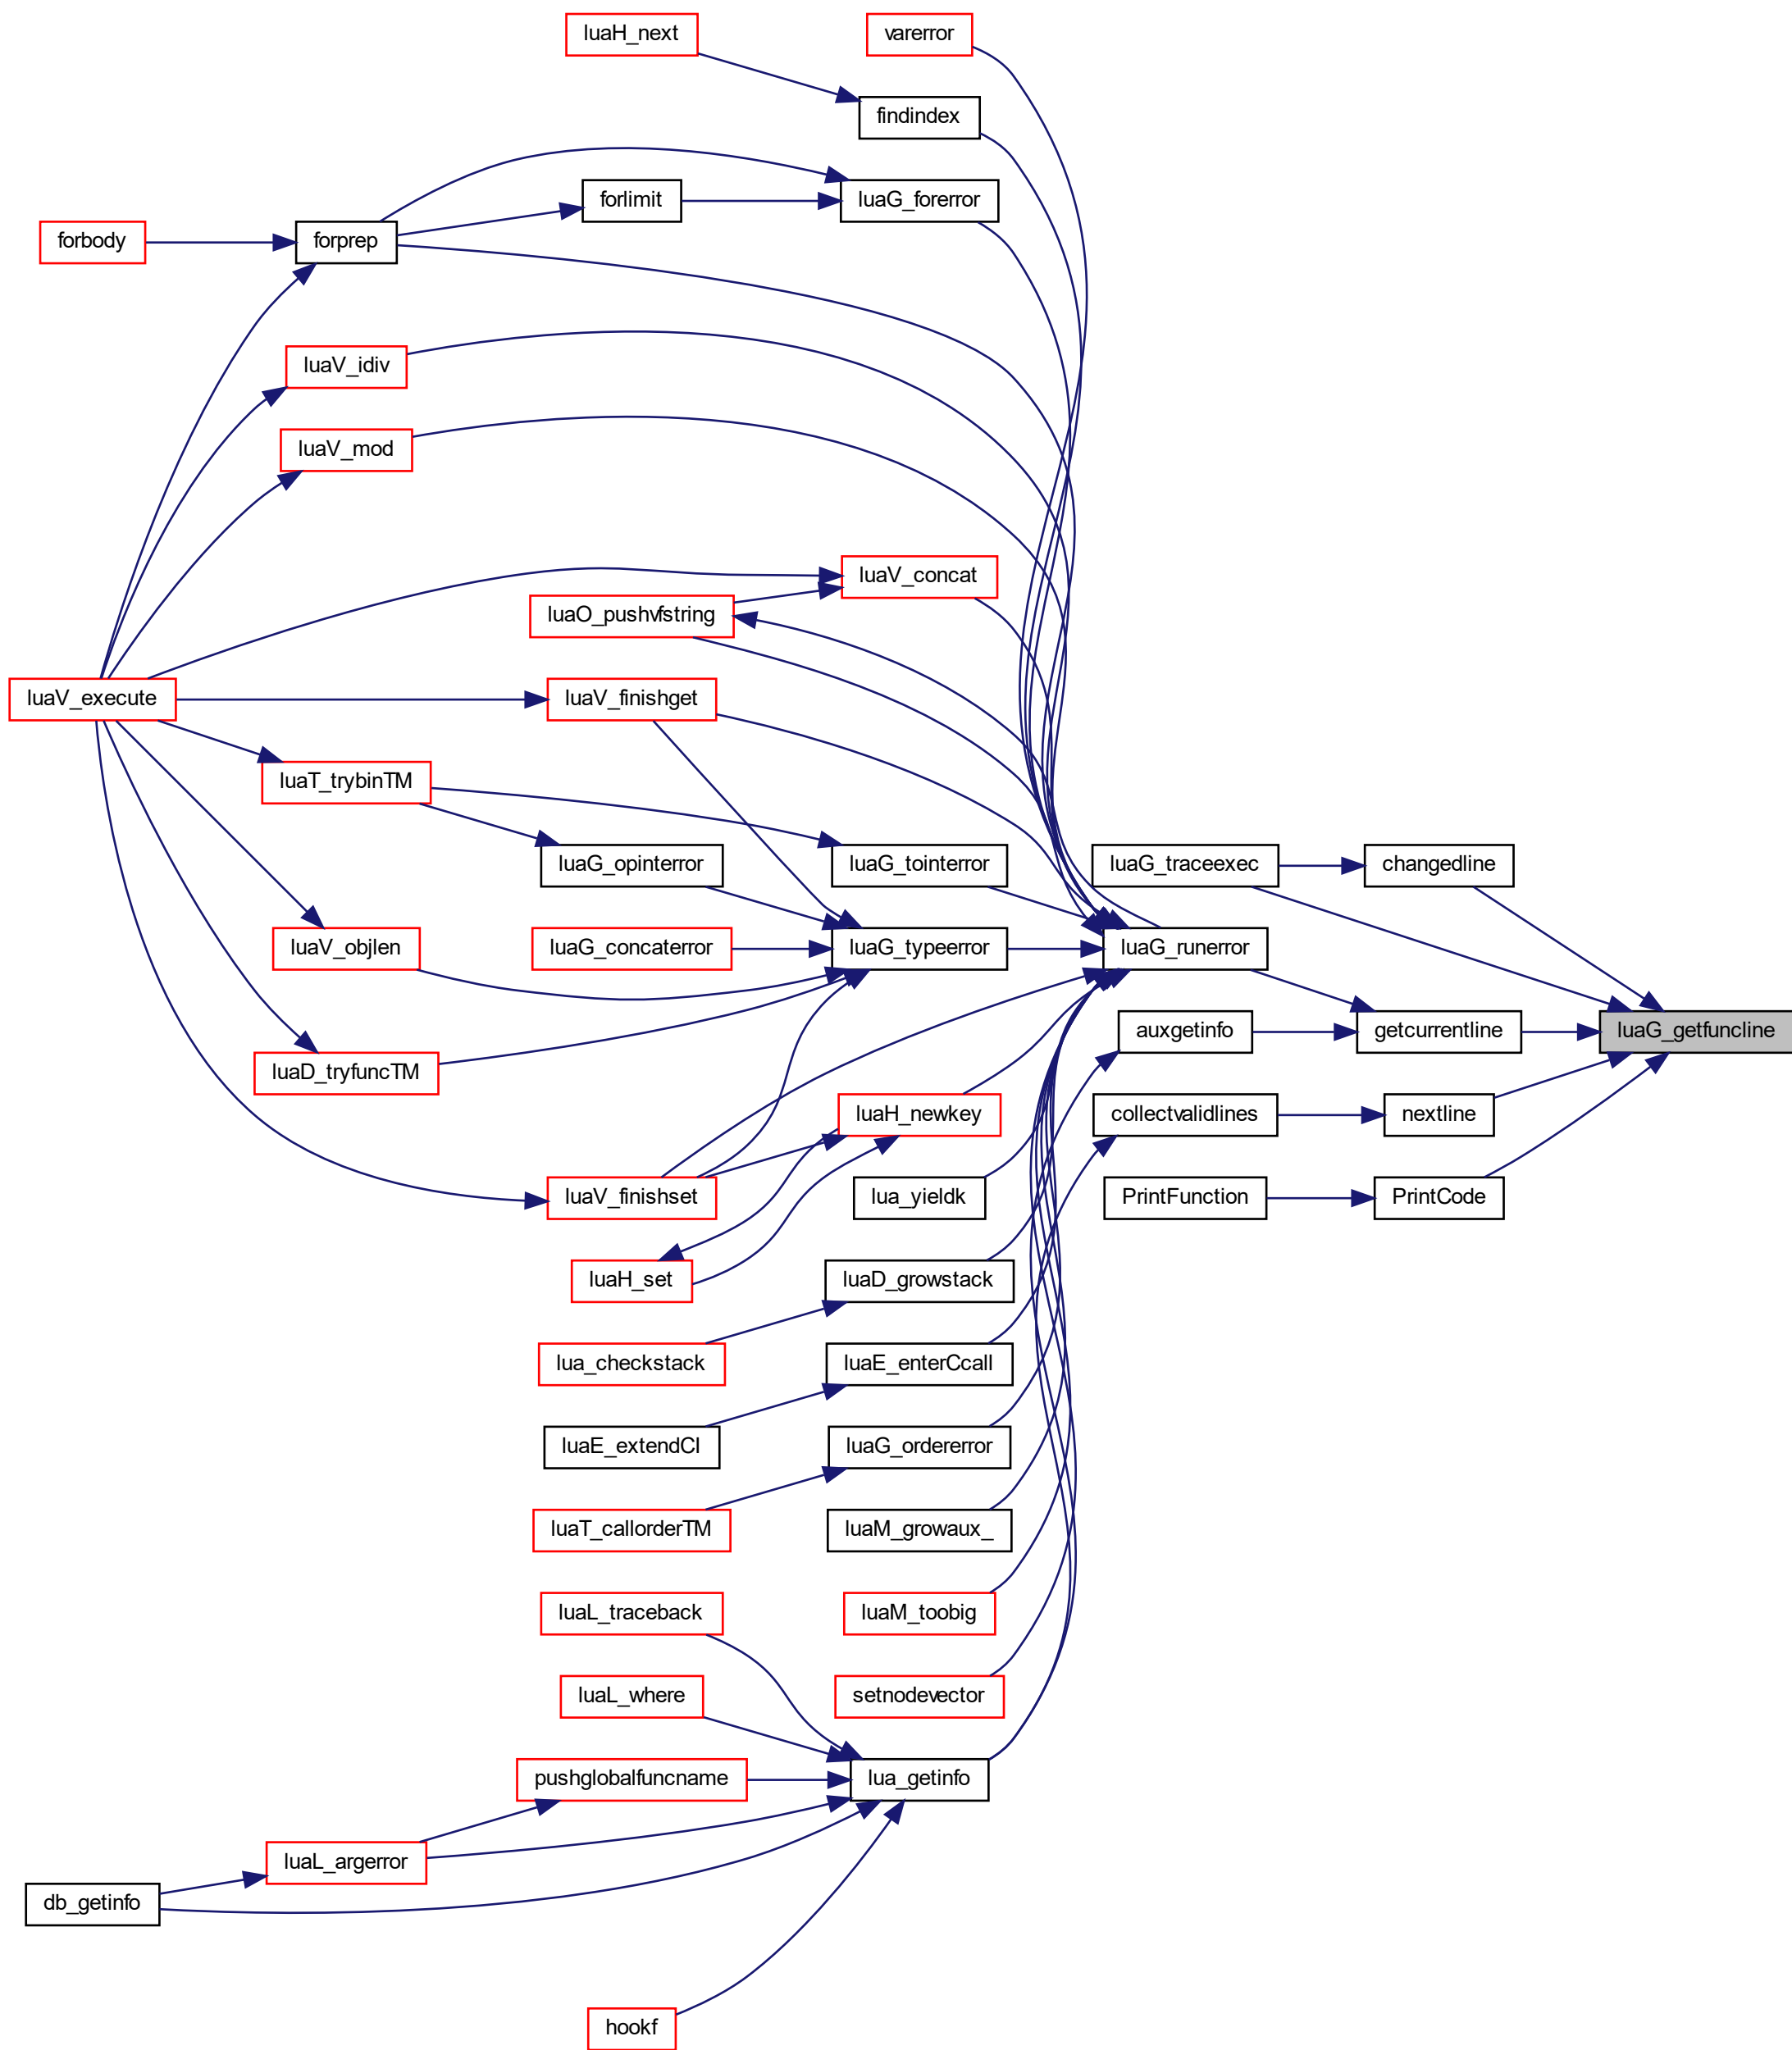 luaH_next
varerror
findindex
forlimit
luaG_forerror
forbody
forprep
luaV_idiv
luaV_mod
luaV_concat
luaO_pushvfstring
luaV_execute
luaV_finishget
luaT_trybinTM
luaG_opinterror
luaG_tointerror
luaG_traceexec
changedline
luaV_objlen
luaG_concaterror
luaG_typeerror
luaG_runerror
auxgetinfo
getcurrentline
luaG_getfuncline
luaD_tryfuncTM
luaH_newkey
collectvalidlines
nextline
luaV_finishset
lua_yieldk
PrintFunction
PrintCode
luaH_set
luaD_growstack
lua_checkstack
luaE_enterCcall
luaE_extendCI
luaG_ordererror
luaT_callorderTM
luaM_growaux_
luaL_traceback
luaM_toobig
luaL_where
setnodevector
pushglobalfuncname
lua_getinfo
luaL_argerror
db_getinfo
hookf